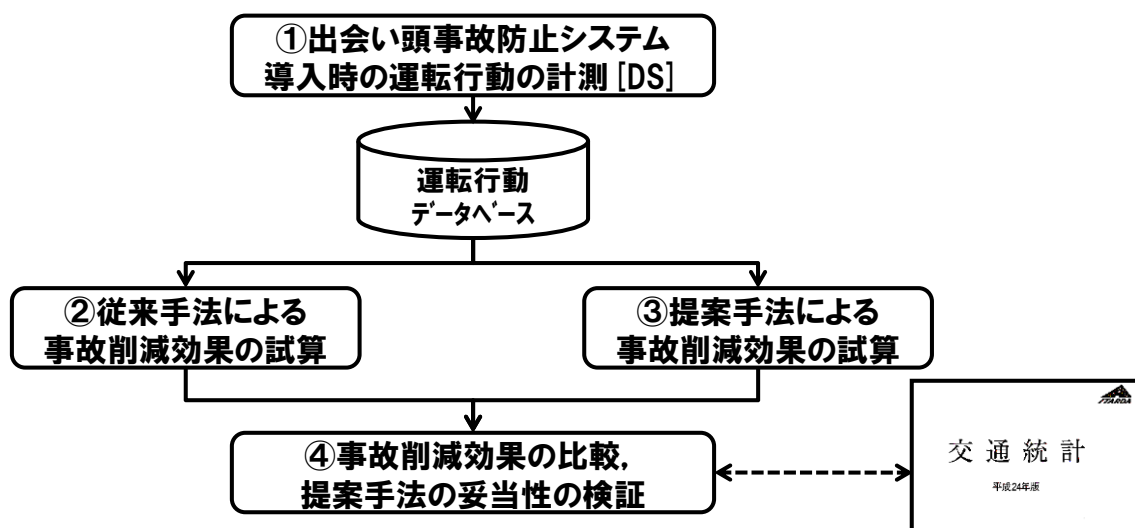 ①出会い頭事故防止システム
導入時の運転行動の計測[DS]
運転行動
データベース
②従来手法による
事故削減効果の試算
③提案手法による
事故削減効果の試算
④事故削減効果の比較,
提案手法の妥当性の検証
ITARDA
交通統計
平成24年版